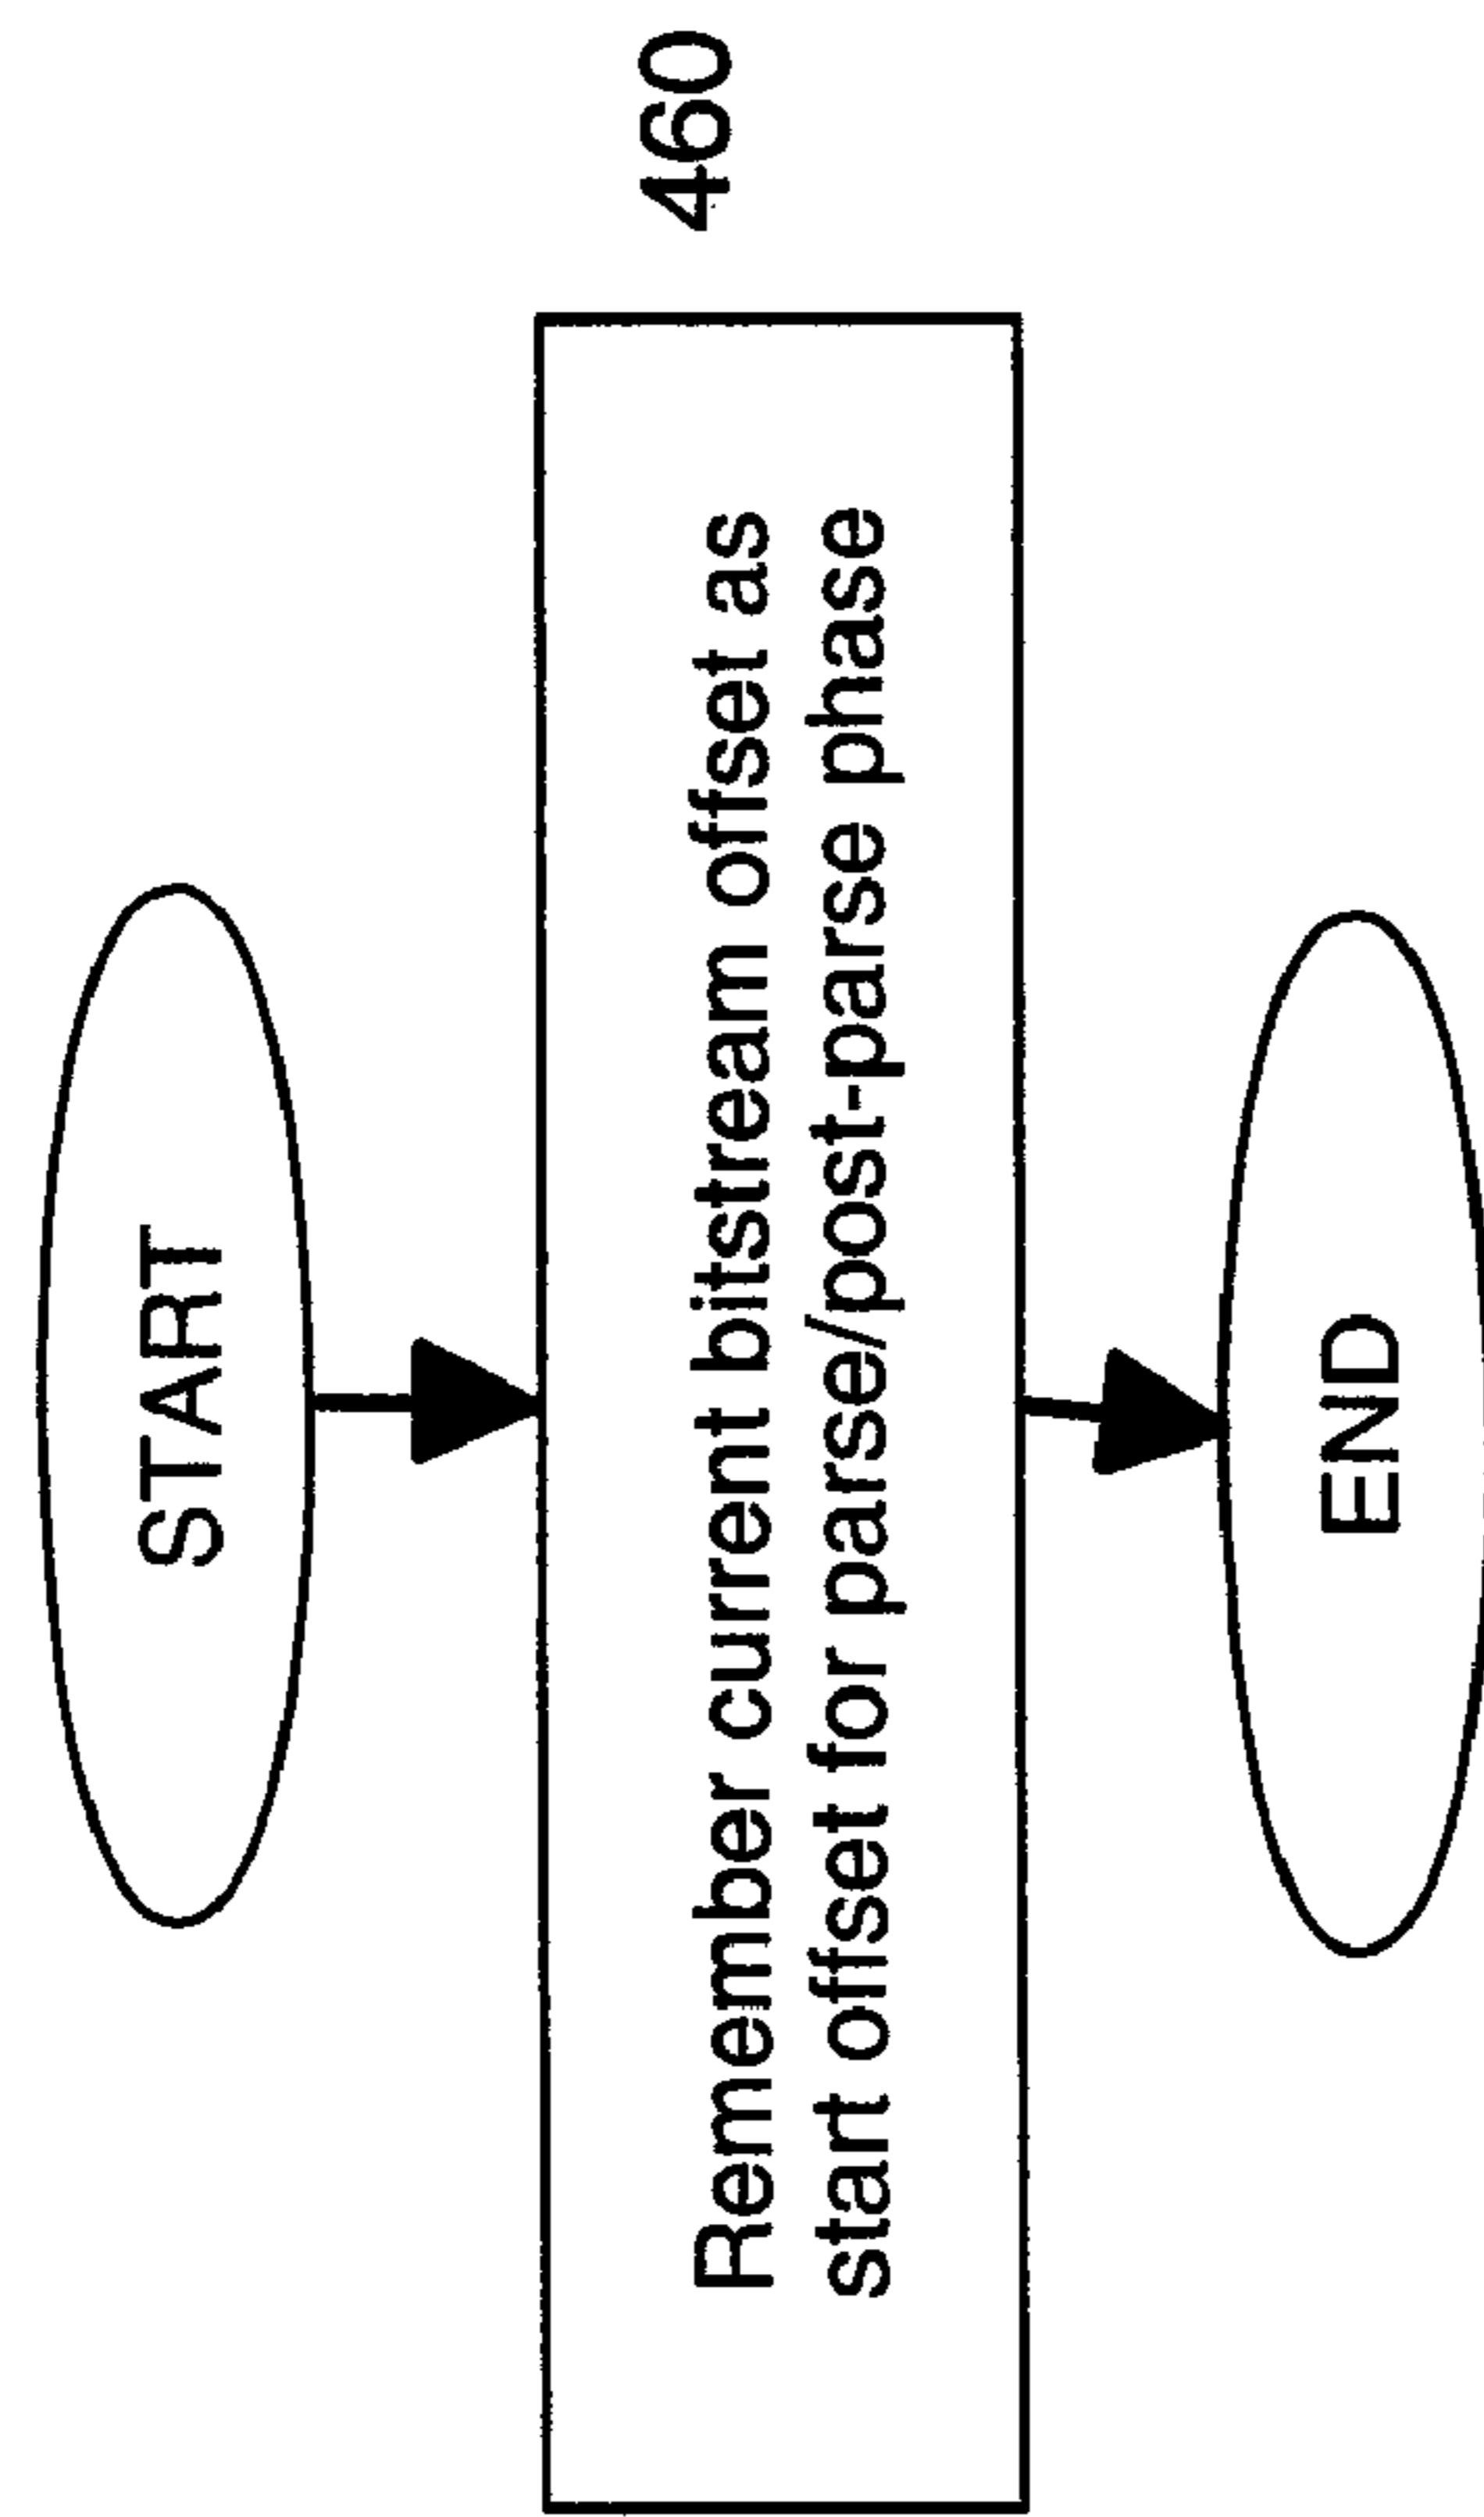 START
460
Remember current bitstream offset as
start offset for parse/post-parse phase
END